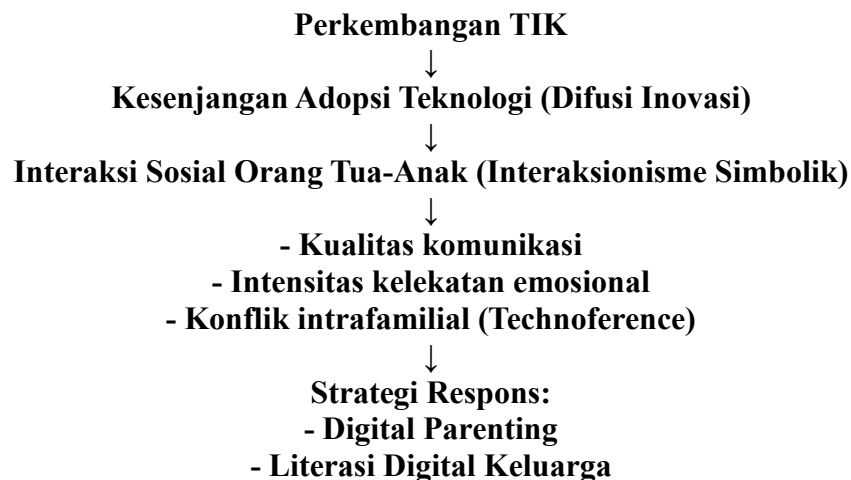 Perkembangan TIK
↓
Kesenjangan Adopsi Teknologi (Difusi Inovasi)
↓
Interaksi Sosial Orang Tua-Anak (Interaksionisme Simbolik)
↓
- Kualitas komunikasi
- Intensitas kelekatan emosional
- Konflik intrafamilial (Technoference)
↓
Strategi Respons:
- Digital Parenting
- Literasi Digital Keluarga